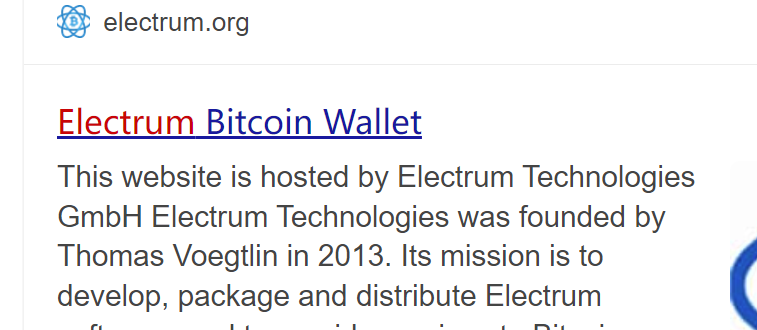 electrum.org
Electrum Bitcoin Wallet
This website is hosted by Electrum Technologies
GmbH Electrum Technologies was founded by
Thomas Voegtlin in 2013. Its mission is to
develop, package and distribute Electrum